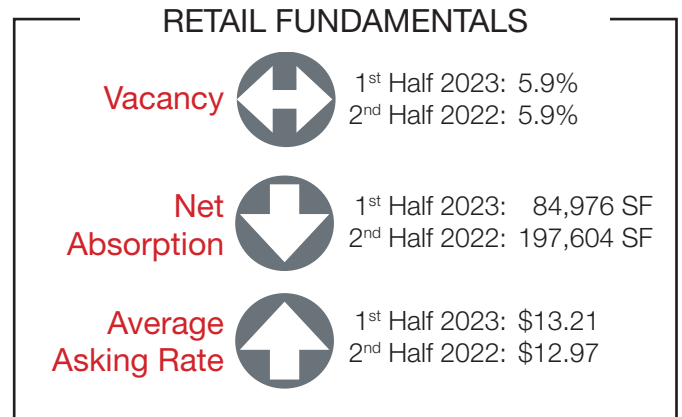 RETAIL FUNDAMENTALS
Vacancy
1st Half 2023: 5.9%
2nd Half 2022: 5.9%
Net
Absorption
1st Half 2023: 84,976 SF
2nd Half 2022: 197,604 SF
Average
Asking Rate
1st Half 2023: $13.21
2nd Half 2022: $12.97